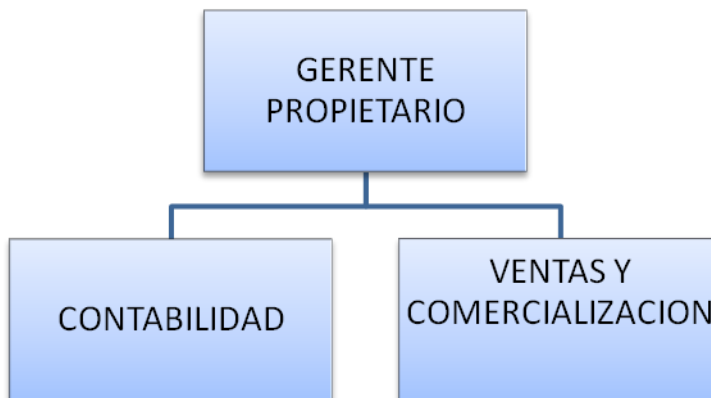 GERENTE
PROPIETARIO
CONTABILIDAD
VENTAS Y
COMERCIALIZACION